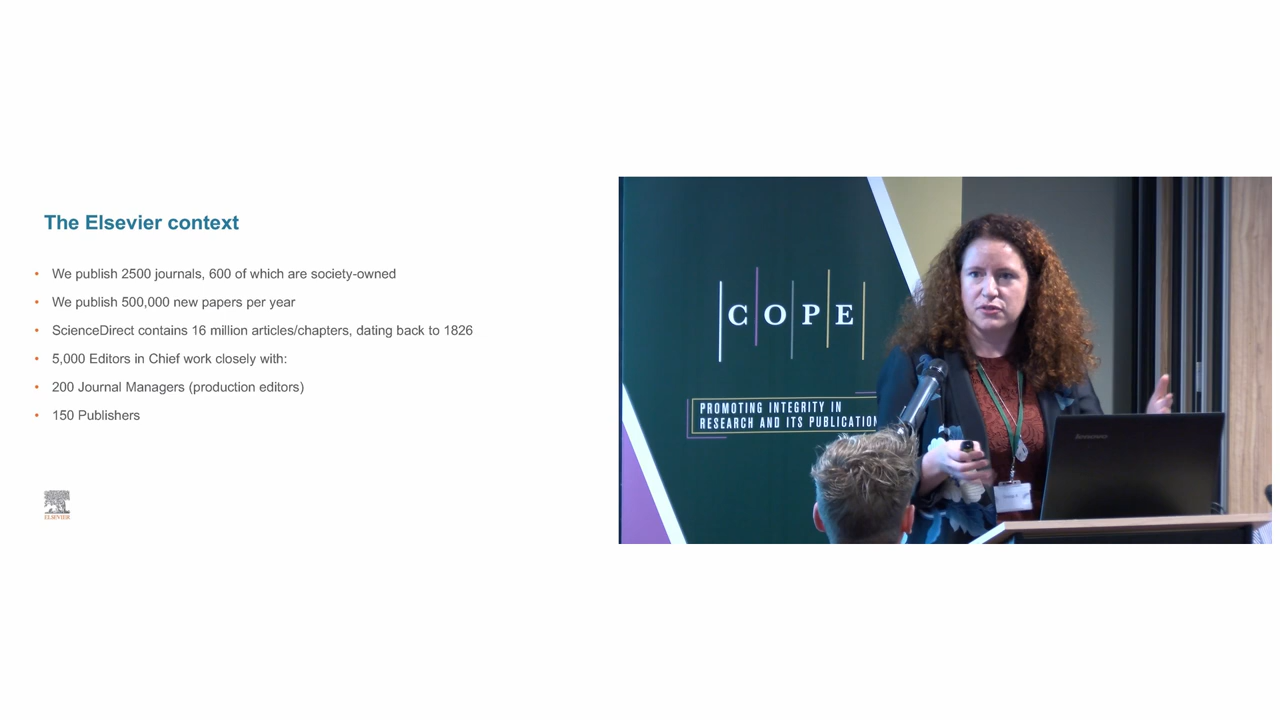 The Elsevier context
• We publish 2500 journals, 600 of which are society-owned
• We publish 500,000 new papers per year
• ScienceDirect contains 16 million articles/chapters, dating back to 1826
• 5,000 Editors in Chief work closely with:
• 200 Journal Managers (production editors)
• 150 Publishers
ELSEVIER
COPE
PROMOTING INTEGRITY IN
RESEARCH AND ITS PUBLICATION
lenovo